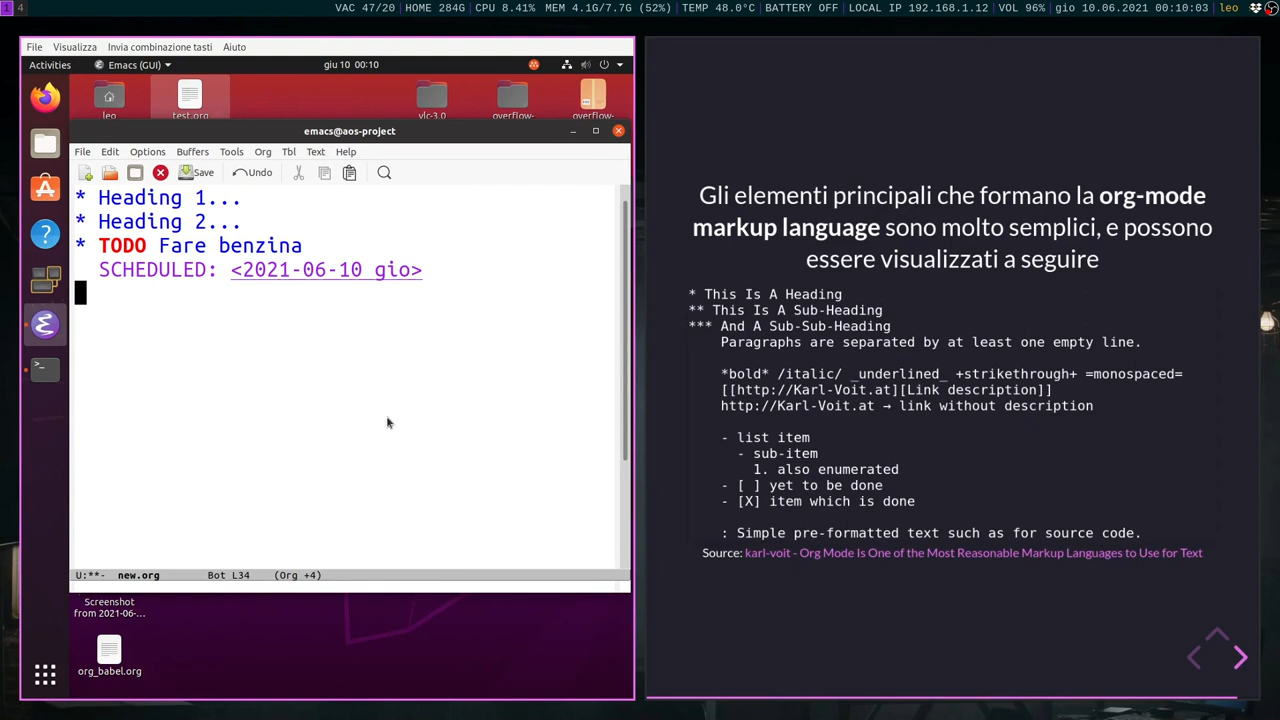 1 4 VAC 47/20|HOME 284G|CPU 8.41% MEM 4.1G/7.7G (52%)|TEMP 48.0°C|BATTERY OFF|LOCAL IP 192.168.1.12|VOL 96%|gio 10.06.2021 00:10:03|leo
File Visualizza Invia combinazione tasti Aiuto
Activities Emacs (GUI) giu 10 00:10
leo test.org vlc-3.0 overflow- overflow-
emacs@aos-project
File Edit Options Buffers Tools Org Tbl Text Help
Save Undo
* Heading 1...
* Heading 2...
* TODO Fare benzina
SCHEDULED: <2021-06-10 gio>
U:**- new.org Bot L34 (Org +4)
Screenshot
from 2021-06-...
org_babel.org
Gli elementi principali che formano la org-mode
markup language sono molto semplici, e possono
essere visualizzati a seguire
* This Is A Heading
** This Is A Sub-Heading
*** And A Sub-Sub-Heading
Paragraphs are separated by at least one empty line.
*bold* /italic/ _underlined_ +strikethrough+ =monospaced=
[[http://Karl-Voit.at][Link description]]
http://Karl-Voit.at → link without description
- list item
- sub-item
1. also enumerated
- [ ] yet to be done
- [X] item which is done
: Simple pre-formatted text such as for source code.
Source: karl-voit - Org Mode Is One of the Most Reasonable Markup Languages to Use for Text